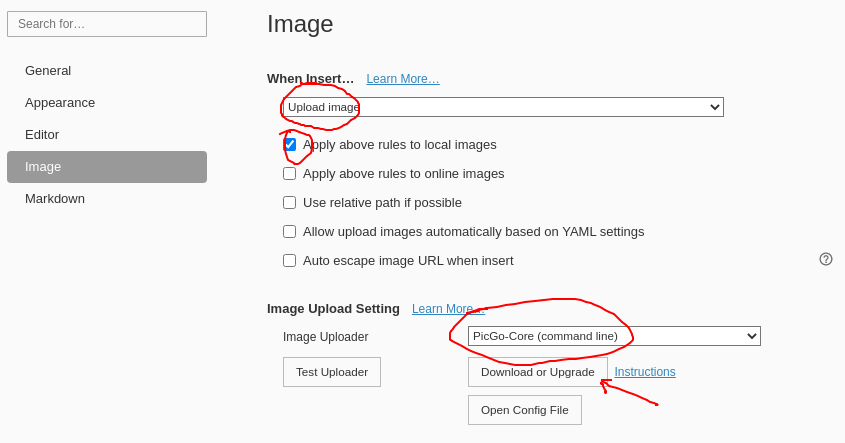 Search for…
Image
General
Appearance
Editor
Image
Markdown
When Insert… Learn More…
Upload image
Apply above rules to local images
Apply above rules to online images
Use relative path if possible
Allow upload images automatically based on YAML settings
Auto escape image URL when insert
Image Upload Setting Learn More…
Image Uploader PicGo-Core (command line)
Test Uploader Download or Upgrade Instructions
Open Config File